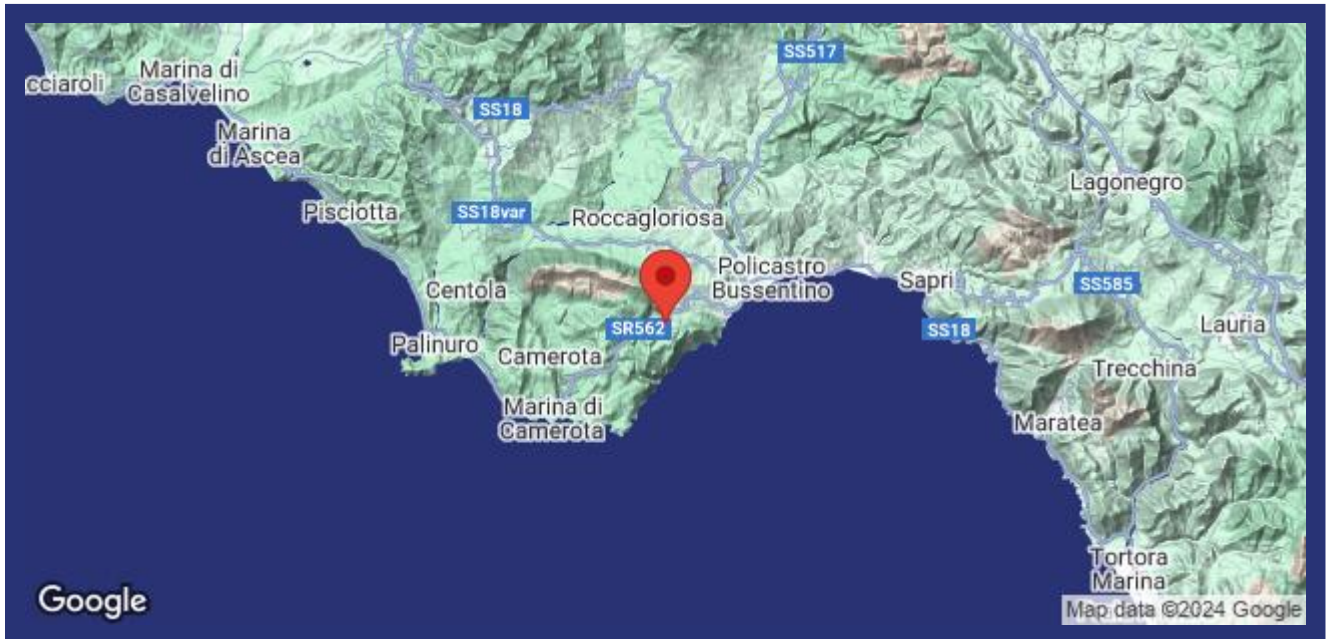 SS517
Marina di
Casalvelino
cciaroli
SS18
Marina
di Ascea
Lagonegro
Pisciotta
SS18var
Roccagloriosa
Policastro
Bussentino
Sapri
Centola
SS585
SR562
SS18
Lauria
Palinuro
Camerota
Trecchina
Marina di
Camerota
Maratea
Tortora
Marina
Google
Map data ©2024 Google